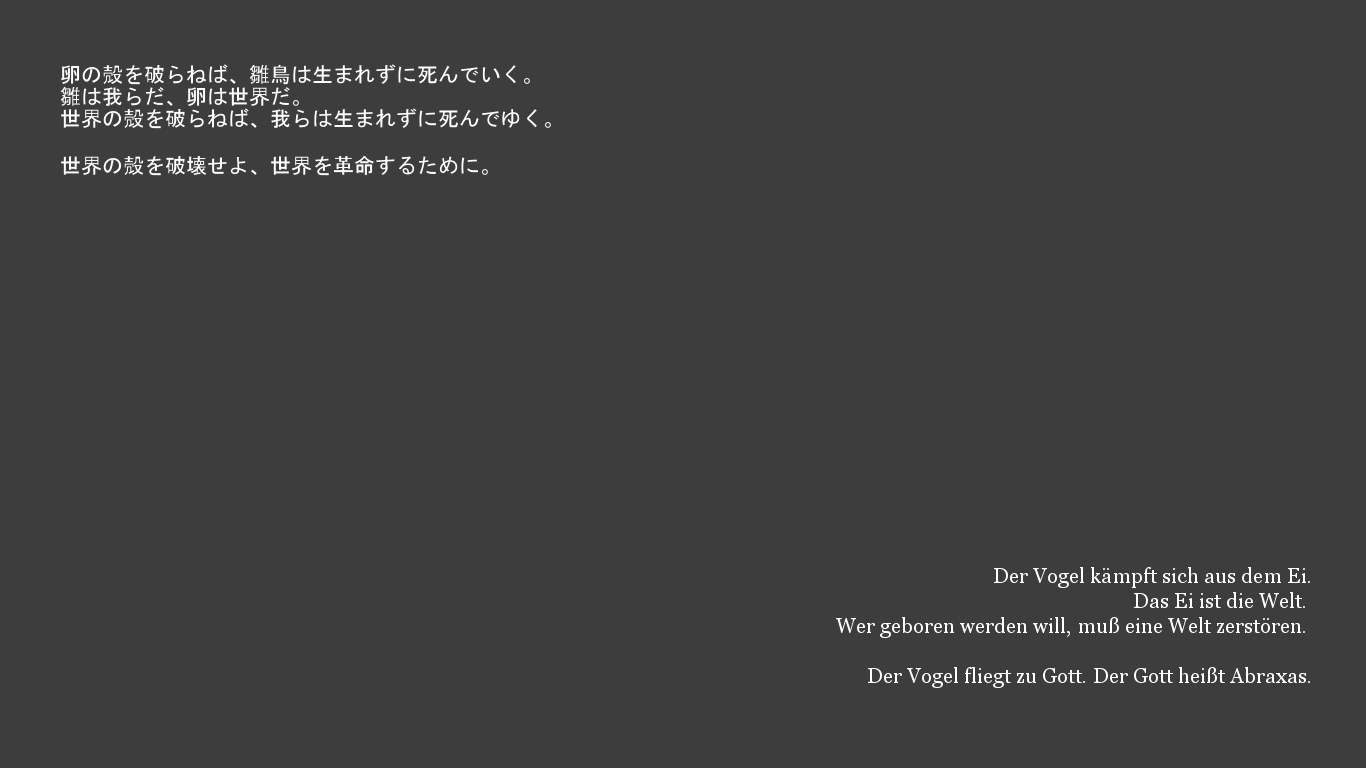 卵の殻を破らねば、雛鳥は生まれずに死んでいく。
雛は我らだ、卵は世界だ。
世界の殻を破らねば、我らは生まれずに死んでゆく。
世界の殻を破壊せよ、世界を革命するために。
Der Vogel kämpft sich aus dem Ei.
Das Ei ist die Welt.
Wer geboren werden will, muß eine Welt zerstören.
Der Vogel fliegt zu Gott. Der Gott heißt Abraxas.